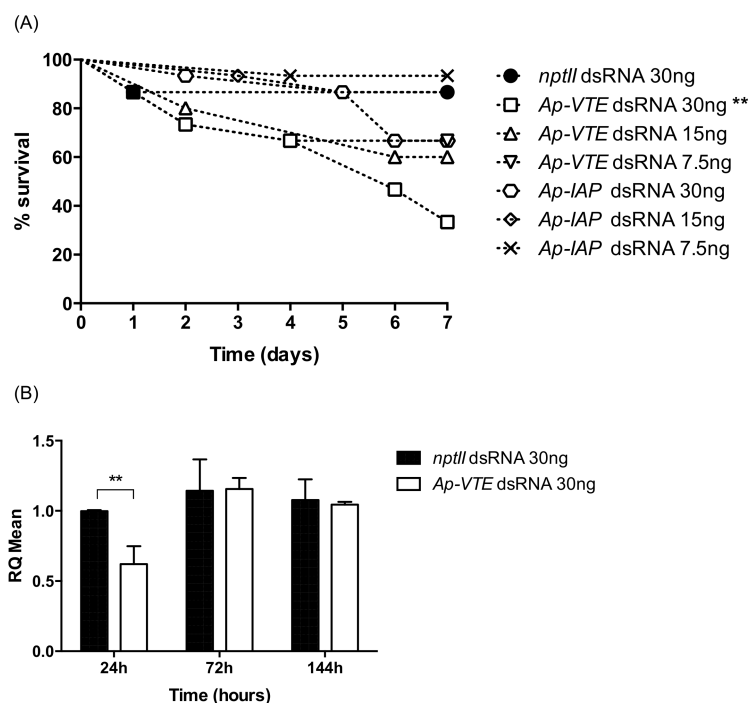 (A)
100
80
60
40
20
0
% survival
0 1 2 3 4 5 6 7
Time (days)
nptII dsRNA 30ng
Ap-VTE dsRNA 30ng **
Ap-VTE dsRNA 15ng
Ap-VTE dsRNA 7.5ng
Ap-IAP dsRNA 30ng
Ap-IAP dsRNA 15ng
Ap-IAP dsRNA 7.5ng
(B)
1.5
1.0
0.5
0.0
RQ Mean
**
24h 72h 144h
Time (hours)
nptII dsRNA 30ng
Ap-VTE dsRNA 30ng